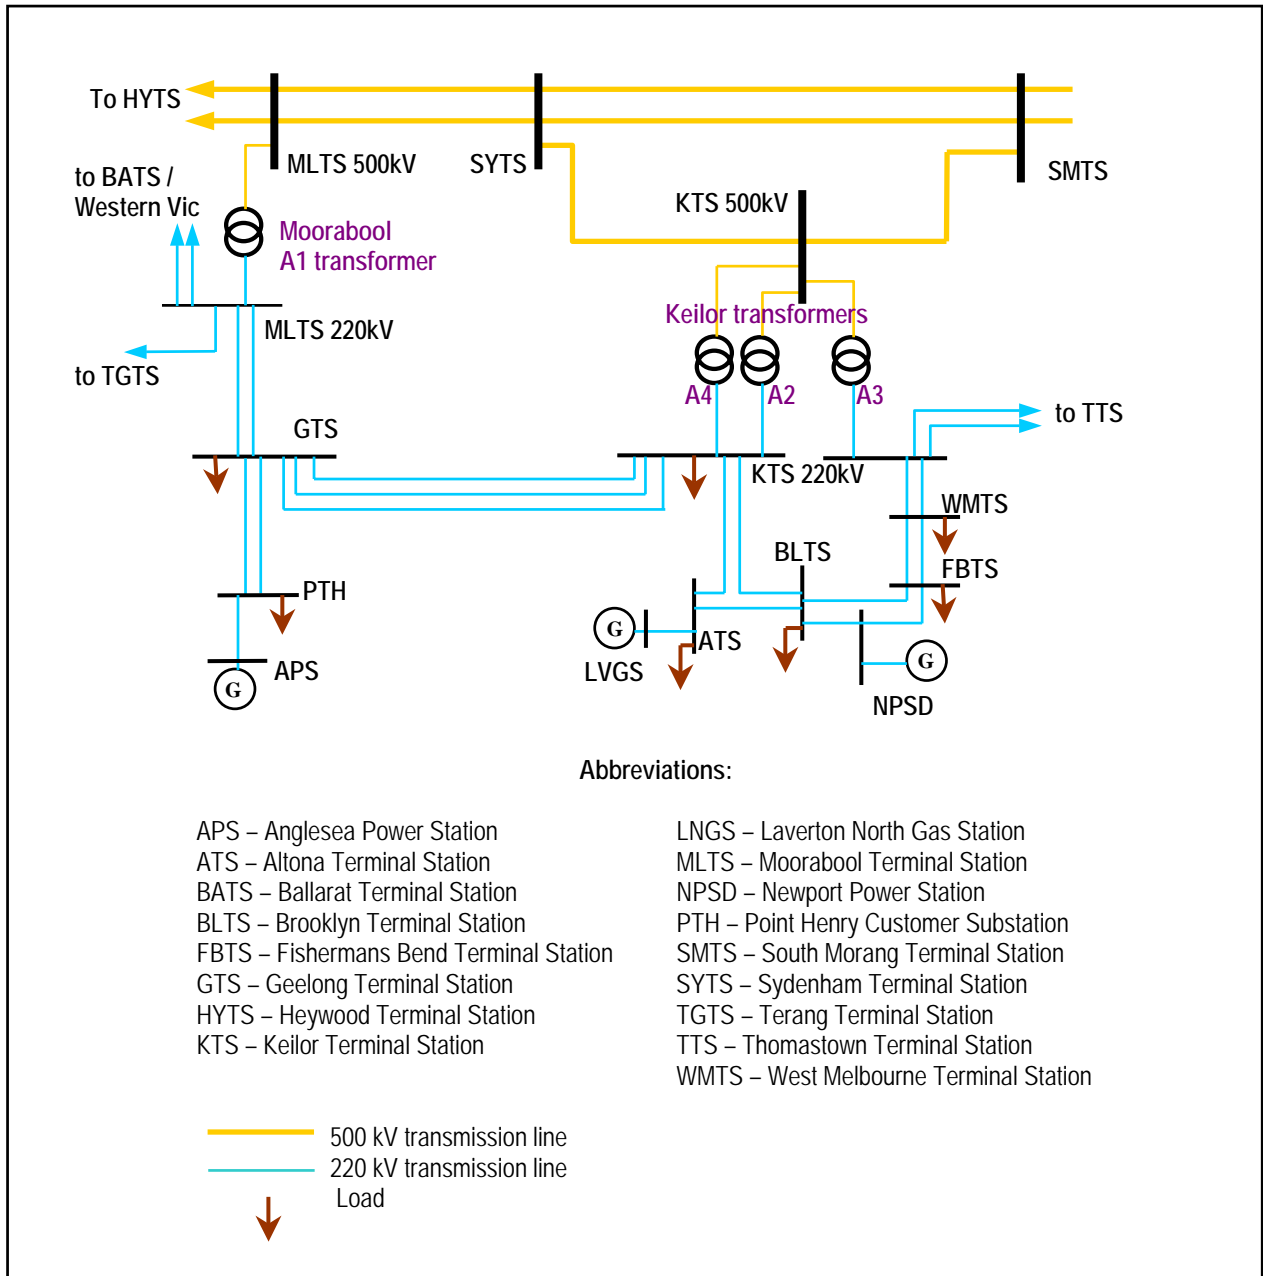 To HYTS
MLTS 500kV
SYTS
SMTS
to BATS /
Western Vic
KTS 500kV
Moorabool
A1 transformer
Keilor transformers
MLTS 220kV
to TGTS
A4
A2
A3
to TTS
GTS
KTS 220kV
WMTS
BLTS
FBTS
PTH
G
ATS
G
LVGS
APS
G
NPSD
Abbreviations:
APS – Anglesea Power Station
ATS – Altona Terminal Station
BATS – Ballarat Terminal Station
BLTS – Brooklyn Terminal Station
FBTS – Fishermans Bend Terminal Station
GTS – Geelong Terminal Station
HYTS – Heywood Terminal Station
KTS – Keilor Terminal Station
LNGS – Laverton North Gas Station
MLTS – Moorabool Terminal Station
NPSD – Newport Power Station
PTH – Point Henry Customer Substation
SMTS – South Morang Terminal Station
SYTS – Sydenham Terminal Station
TGTS – Terang Terminal Station
TTS – Thomastown Terminal Station
WMTS – West Melbourne Terminal Station
500 kV transmission line
220 kV transmission line
Load